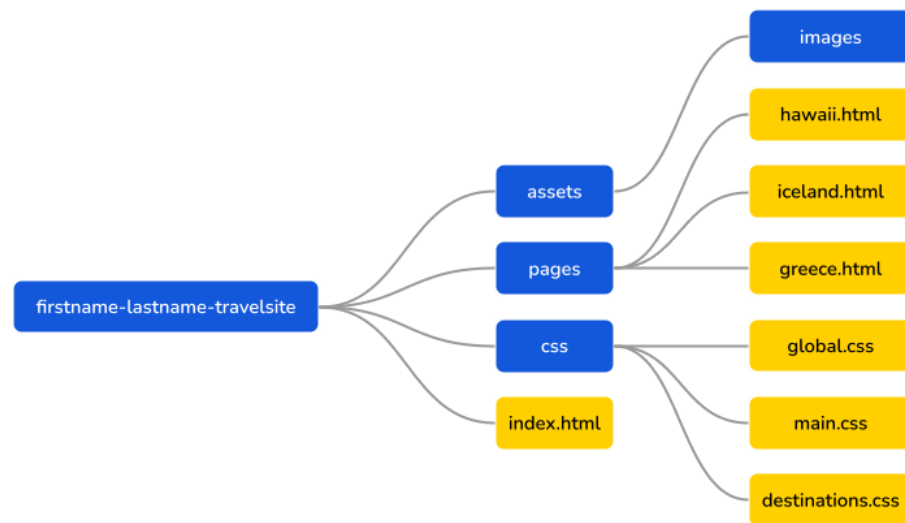 images
hawaii.html
assets
iceland.html
pages
greece.html
firstname-lastname-travelsite
css
global.css
index.html
main.css
destinations.css